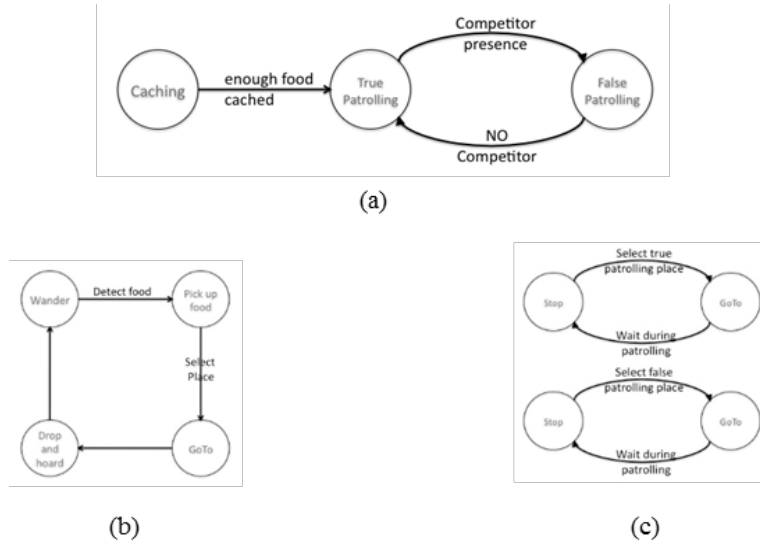 Competitor
presence
enough food
cached
Caching
True
Patrolling
False
Patrolling
NO
Competitor
(a)
Wander
Detect food
Pick up
food
Select
Place
Drop
and
hoard
GoTo
(b)
Select true
patrolling place
Stop
GoTo
Wait during
patrolling
Select false
patrolling place
Stop
GoTo
Wait during
patrolling
(c)